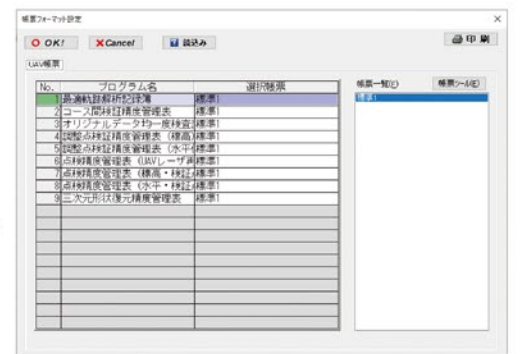 帳票フォーマット設定
OK!
Cancel
読込み
印 刷
UAV帳票
No. プログラム名 選択帳票
1 最適軌跡解析記録簿 標準1
2 コース間検証精度管理表 標準1
3 オリジナルデータ均一度検査 標準1
4 調整点検証精度管理表 (標高) 標準1
5 調整点検証精度管理表 (水平 標準1
6 点検精度管理表 (UAVレーザ 標準1
7 点検精度管理表 (標高・検証 標準1
8 点検精度管理表 (水平・検証 標準1
9 三次元形状復元精度管理表 標準1
帳票一覧(F)
帳票ツール(E)
標準1